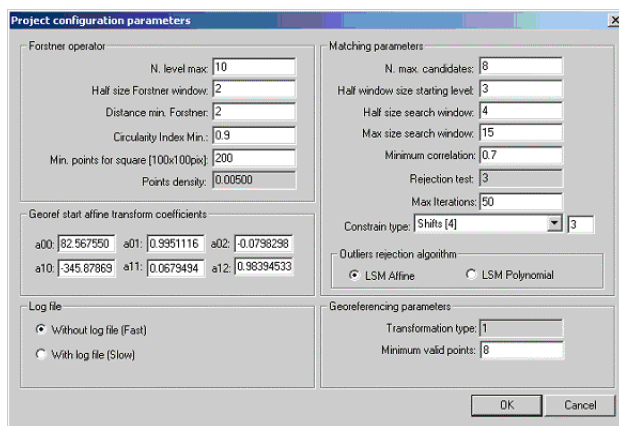 Project configuration parameters
Forstner operator
N. level max: 10
Half size Forstner window: 2
Distance min. Forstner: 2
Circularity Index Min.: 0.9
Min. points for square [100x100pix]: 200
Points density: 0.00500
Georef start affine transform coefficients
a00: 82.567550 a01: 0.9951116 a02: -0.0798298
a10: -345.87869 a11: 0.0679494 a12: 0.98394533
Log file
Without log file (Fast)
With log file (Slow)
Matching parameters
N. max. candidates: 8
Half window size starting level: 3
Half size search window: 4
Max size search window: 15
Minimum correlation: 0.7
Rejection test: 3
Max Iterations: 50
Constrain type: Shifts [4] 3
Outliers rejection algorithm
LSM Affine LSM Polynomial
Georeferencing parameters
Transformation type: 1
Minimum valid points: 8
OK Cancel